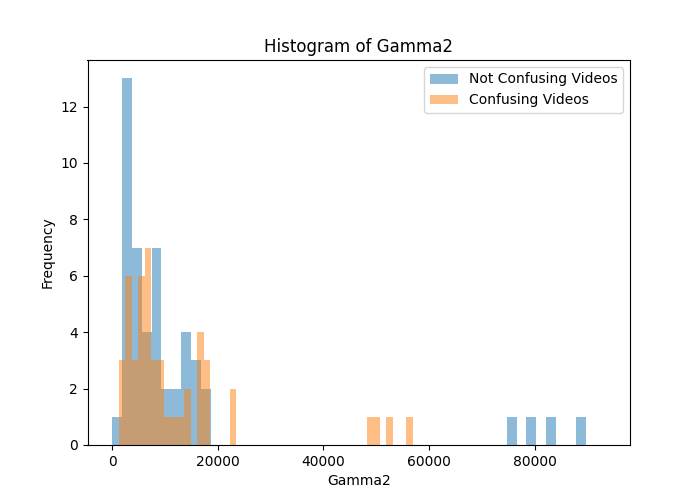 Histogram of Gamma2
Not Confusing Videos
Confusing Videos
Frequency
12
10
8
6
4
2
0
0 20000 40000 60000 80000
Gamma2